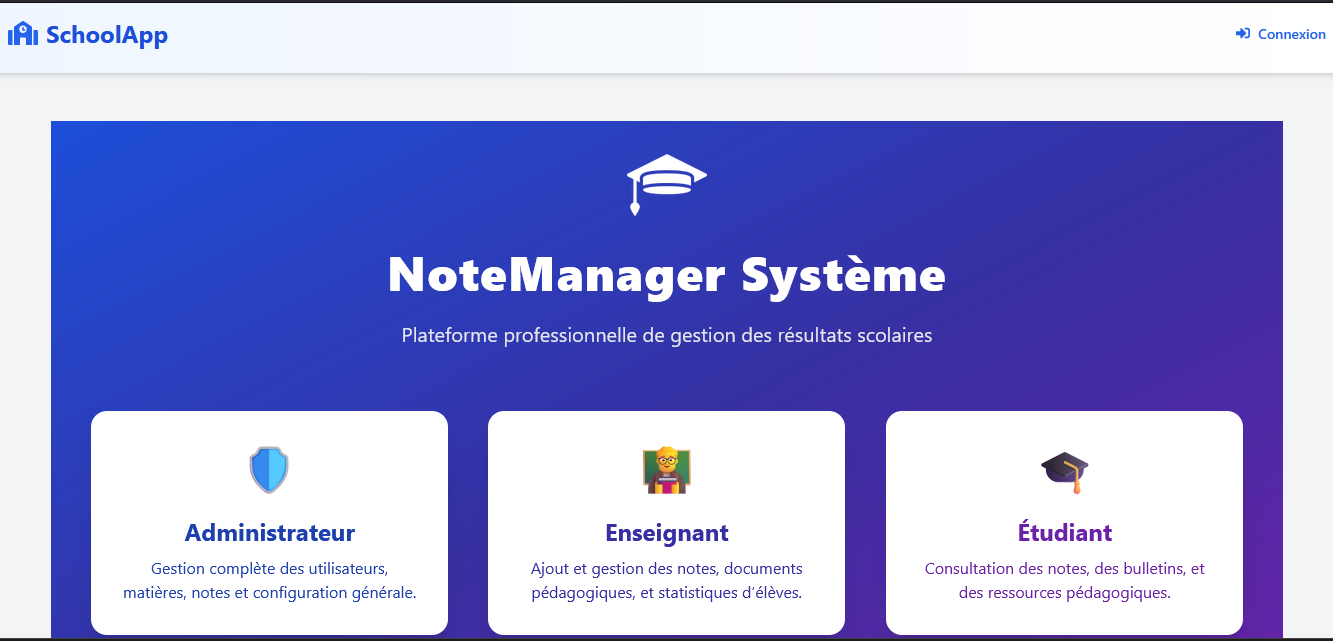 SchoolApp
Connexion
NoteManager Système
Plateforme professionnelle de gestion des résultats scolaires
Administrateur
Gestion complète des utilisateurs,
matières, notes et configuration générale.
Enseignant
Ajout et gestion des notes, documents
pédagogiques, et statistiques d’élèves.
Étudiant
Consultation des notes, des bulletins, et
des ressources pédagogiques.